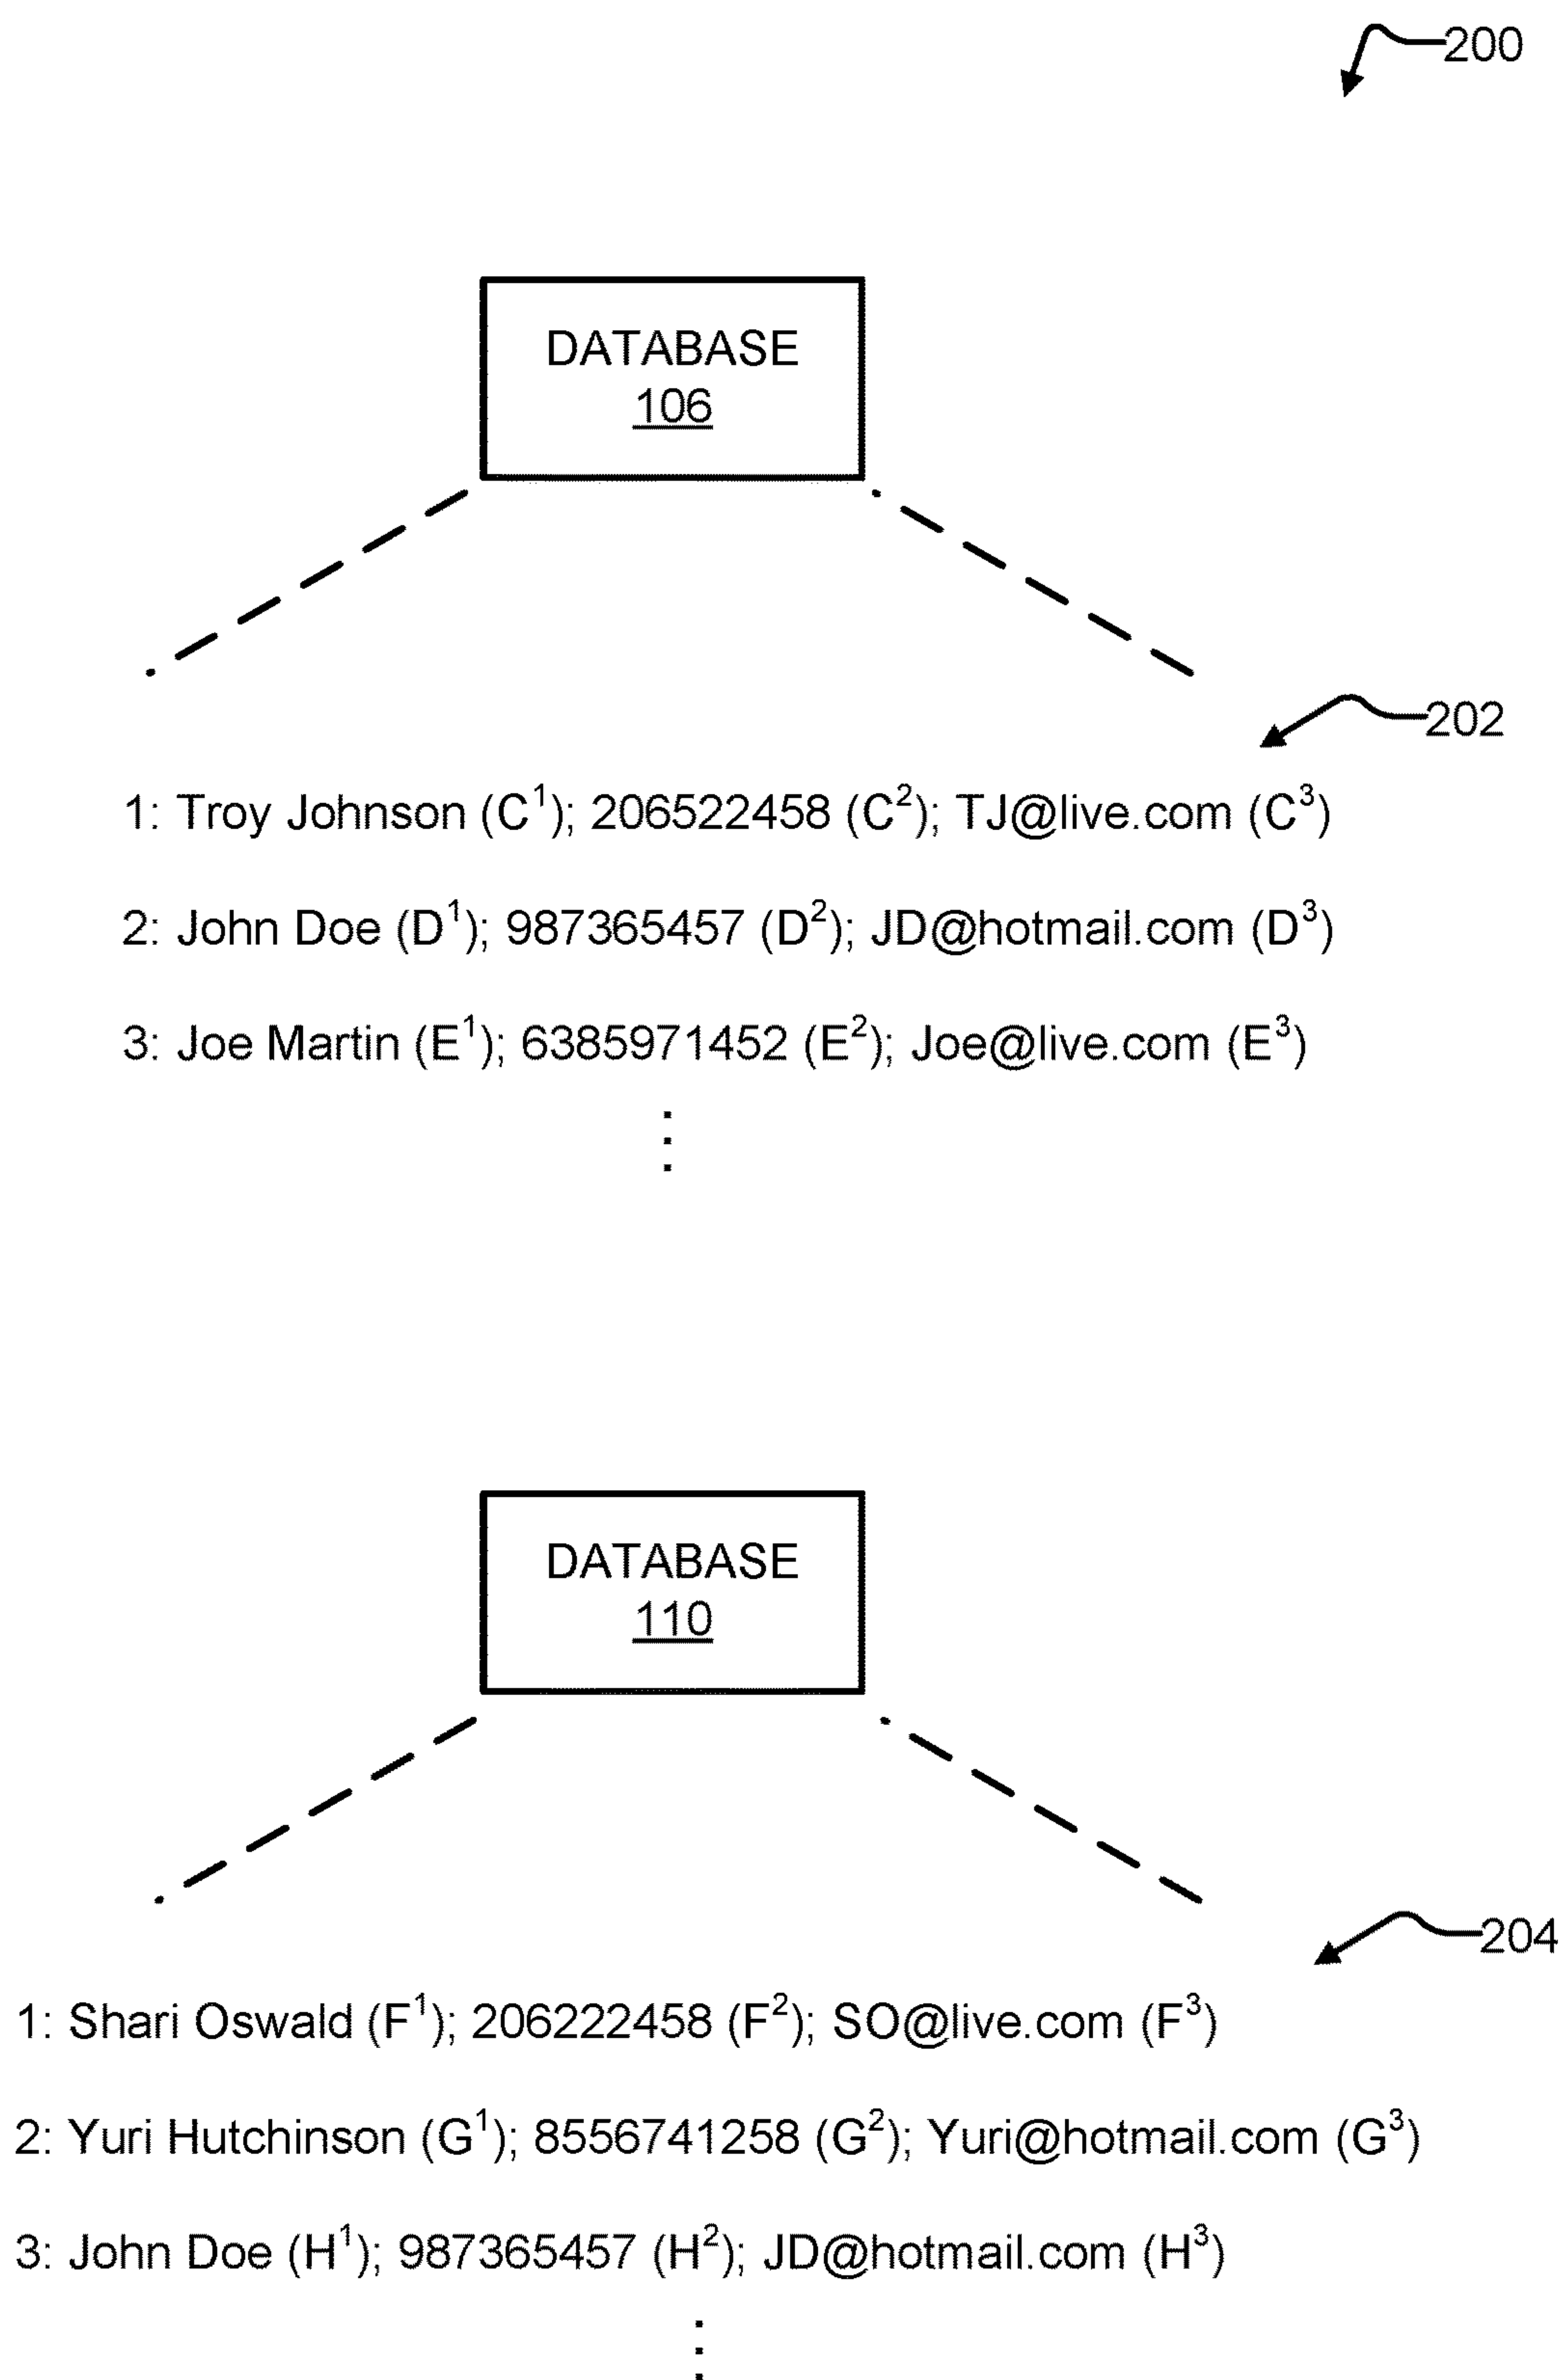 200
DATABASE
106
202
1: Troy Johnson (C¹); 206522458 (C²); TJ@live.com (C³)
2: John Doe (D¹); 987365457 (D²); JD@hotmail.com (D³)
3: Joe Martin (E¹); 6385971452 (E²); Joe@live.com (E³)
DATABASE
110
204
1: Shari Oswald (F¹); 206222458 (F²); SO@live.com (F³)
2: Yuri Hutchinson (G¹); 8556741258 (G²); Yuri@hotmail.com (G³)
3: John Doe (H¹); 987365457 (H²); JD@hotmail.com (H³)